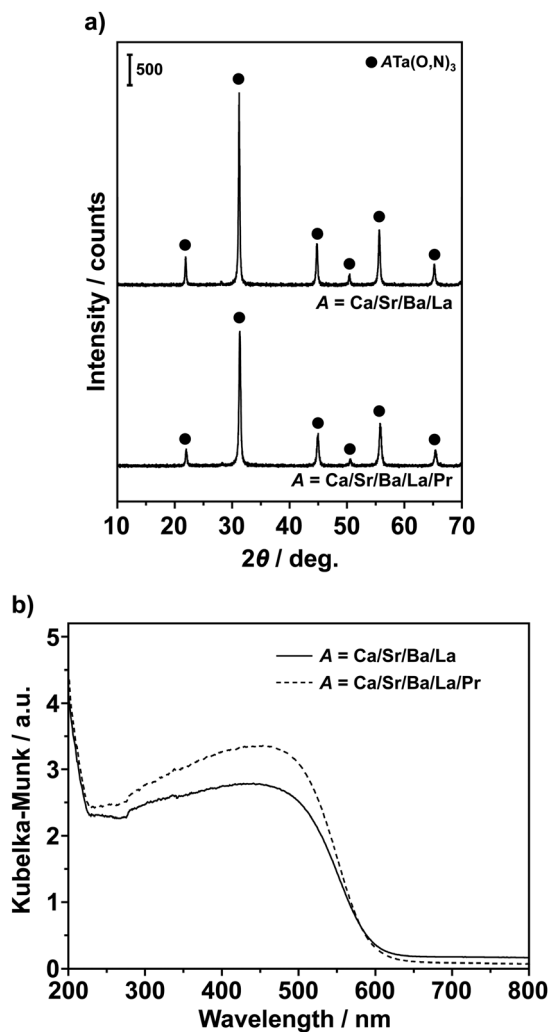 a)
500
● ATa(O,N)₃
Intensity / counts
A = Ca/Sr/Ba/La
A = Ca/Sr/Ba/La/Pr
10 20 30 40 50 60 70
2θ / deg.
b)
5
4
3
2
1
0
Kubelka-Munk / a.u.
A = Ca/Sr/Ba/La
A = Ca/Sr/Ba/La/Pr
200 300 400 500 600 700 800
Wavelength / nm